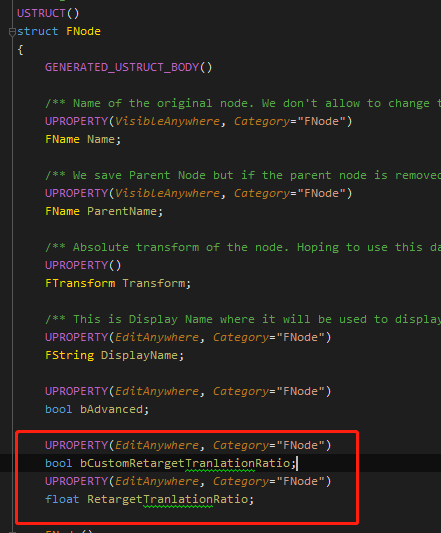 USTRUCT()
struct FNode
{
GENERATED_USTRUCT_BODY()
/** Name of the original node. We don't allow to change
UPROPERTY(VisibleAnywhere, Category="FNode")
FName Name;
/** We save Parent Node but if the parent node is removed
UPROPERTY(VisibleAnywhere, Category="FNode")
FName ParentName;
/** Absolute transform of the node. Hoping to use this
UPROPERTY()
FTransform Transform;
/** This is Display Name where it will be used to display
UPROPERTY(EditAnywhere, Category="FNode")
FString DisplayName;
UPROPERTY(EditAnywhere, Category="FNode")
bool bAdvanced;
UPROPERTY(EditAnywhere, Category="FNode")
bool bCustomRetargetTranlationRatio;
UPROPERTY(EditAnywhere, Category="FNode")
float RetargetTranlationRatio;